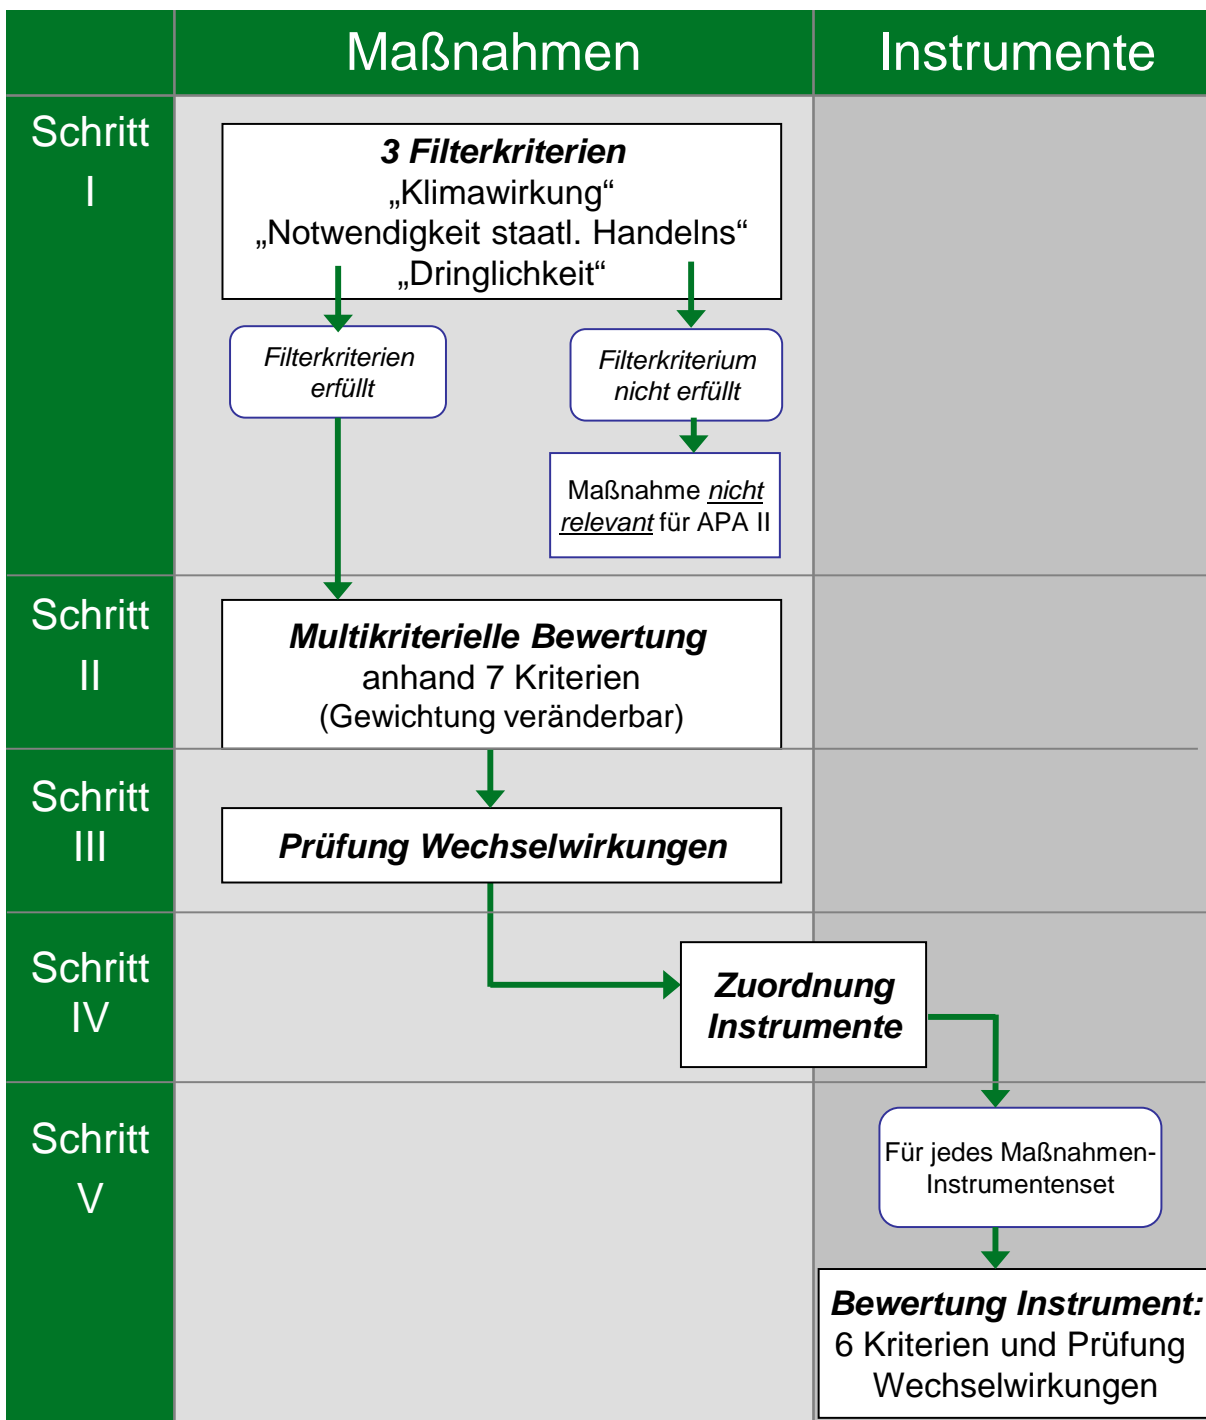 Maßnahmen
Instrumente
Schritt
I
3 Filterkriterien
„Klimawirkung“
„Notwendigkeit staatl. Handelns“
„Dringlichkeit“
Filterkriterien
erfüllt
Filterkriterium
nicht erfüllt
Maßnahme nicht
relevant für APA II
Schritt
II
Multikriterielle Bewertung
anhand 7 Kriterien
(Gewichtung veränderbar)
Schritt
III
Prüfung Wechselwirkungen
Schritt
IV
Zuordnung
Instrumente
Schritt
V
Für jedes Maßnahmen-
Instrumentenset
Bewertung Instrument:
6 Kriterien und Prüfung
Wechselwirkungen